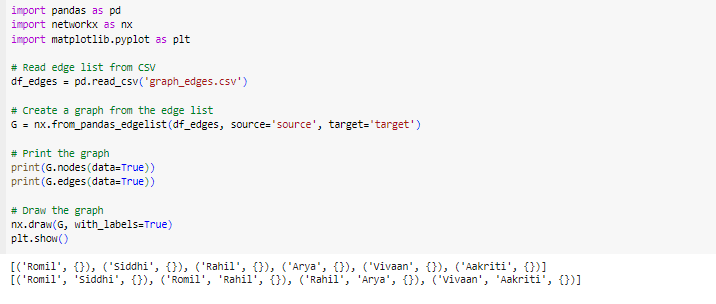 import pandas as pd
import networkx as nx
import matplotlib.pyplot as plt
# Read edge list from CSV
df_edges = pd.read_csv('graph_edges.csv')
# Create a graph from the edge list
G = nx.from_pandas_edgelist(df_edges, source='source', target='target')
# Print the graph
print(G.nodes(data=True))
print(G.edges(data=True))
# Draw the graph
nx.draw(G, with_labels=True)
plt.show()
[('Romil', {}), ('Siddhi', {}), ('Rahil', {}), ('Arya', {}), ('Vivaan', {}), ('Aakriti', {})]
[('Romil', 'Siddhi', {}), ('Romil', 'Rahil', {}), ('Rahil', 'Arya', {}), ('Vivaan', 'Aakriti', {})]